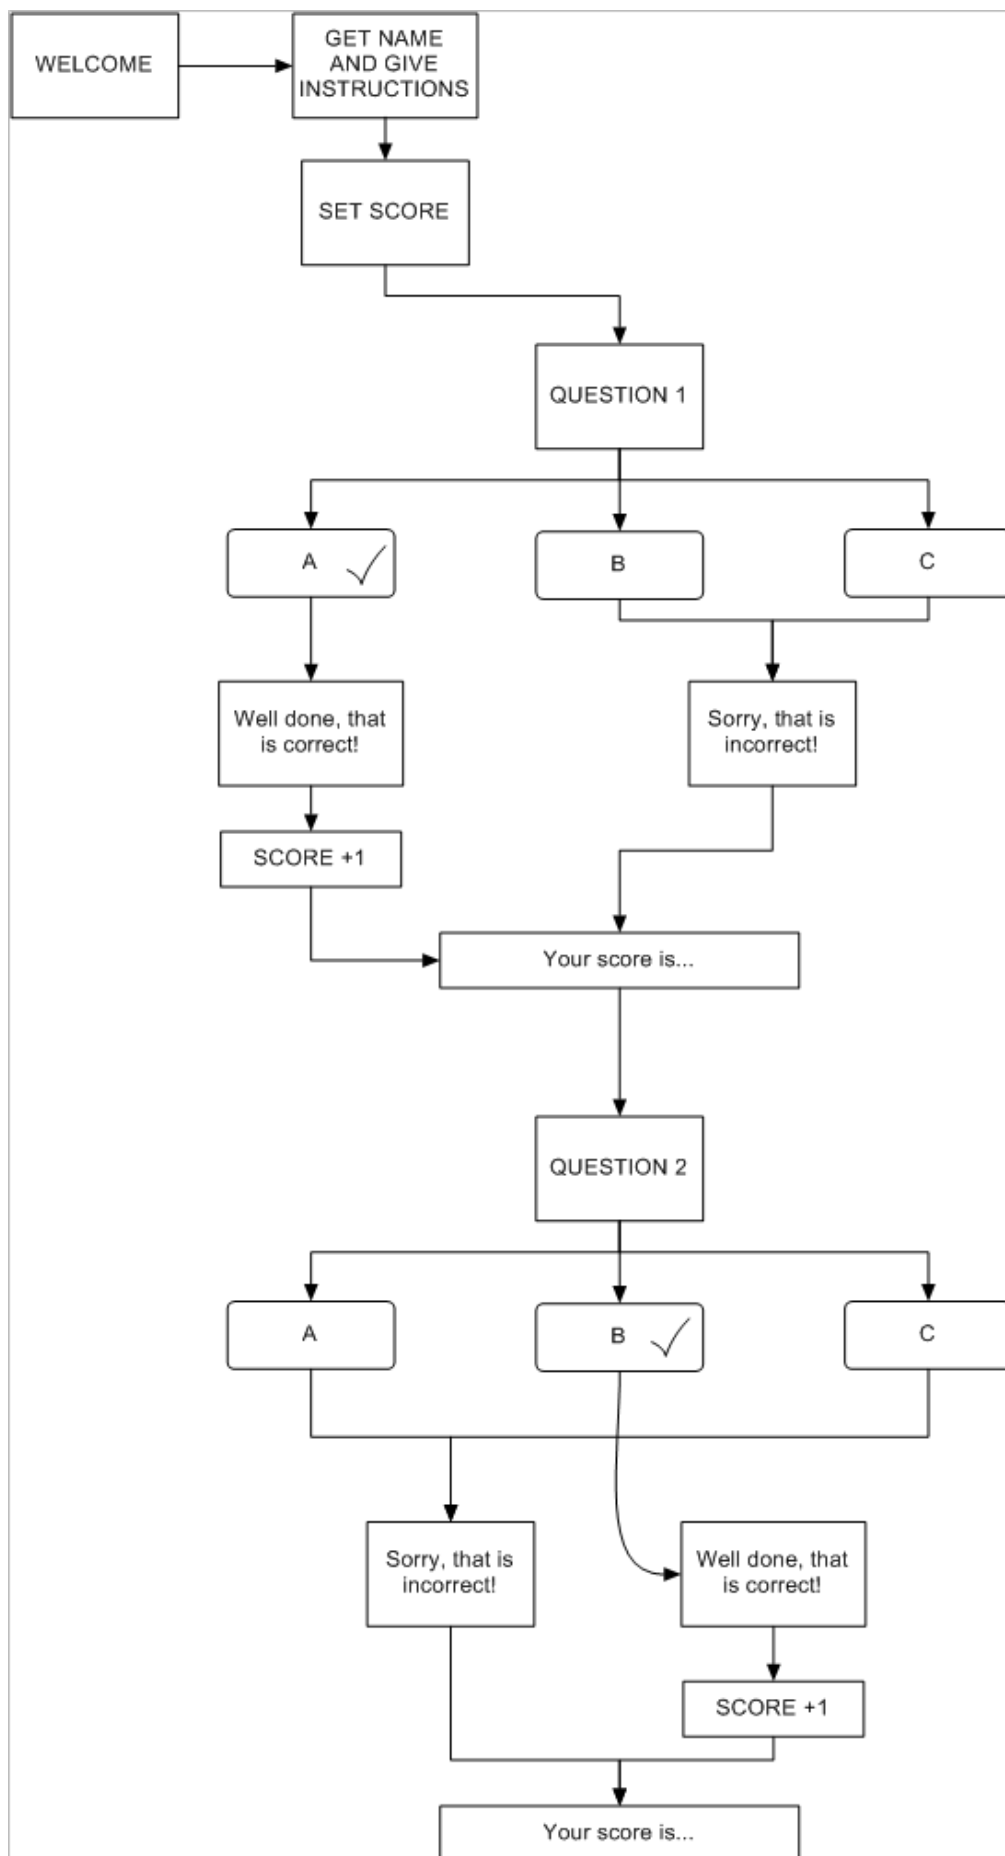 WELCOME
GET NAME
AND GIVE
INSTRUCTIONS
SET SCORE
QUESTION 1
A
B
C
Well done, that
is correct!
Sorry, that is
incorrect!
SCORE +1
Your score is...
QUESTION 2
A
B
C
Sorry, that is
incorrect!
Well done, that
is correct!
SCORE +1
Your score is...